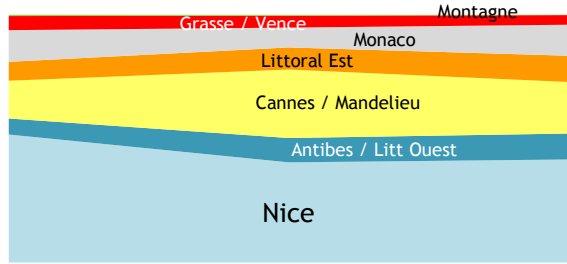 Montagne
Grasse / Vence
Monaco
Littoral Est
Cannes / Mandelieu
Antibes / Litt Ouest
Nice